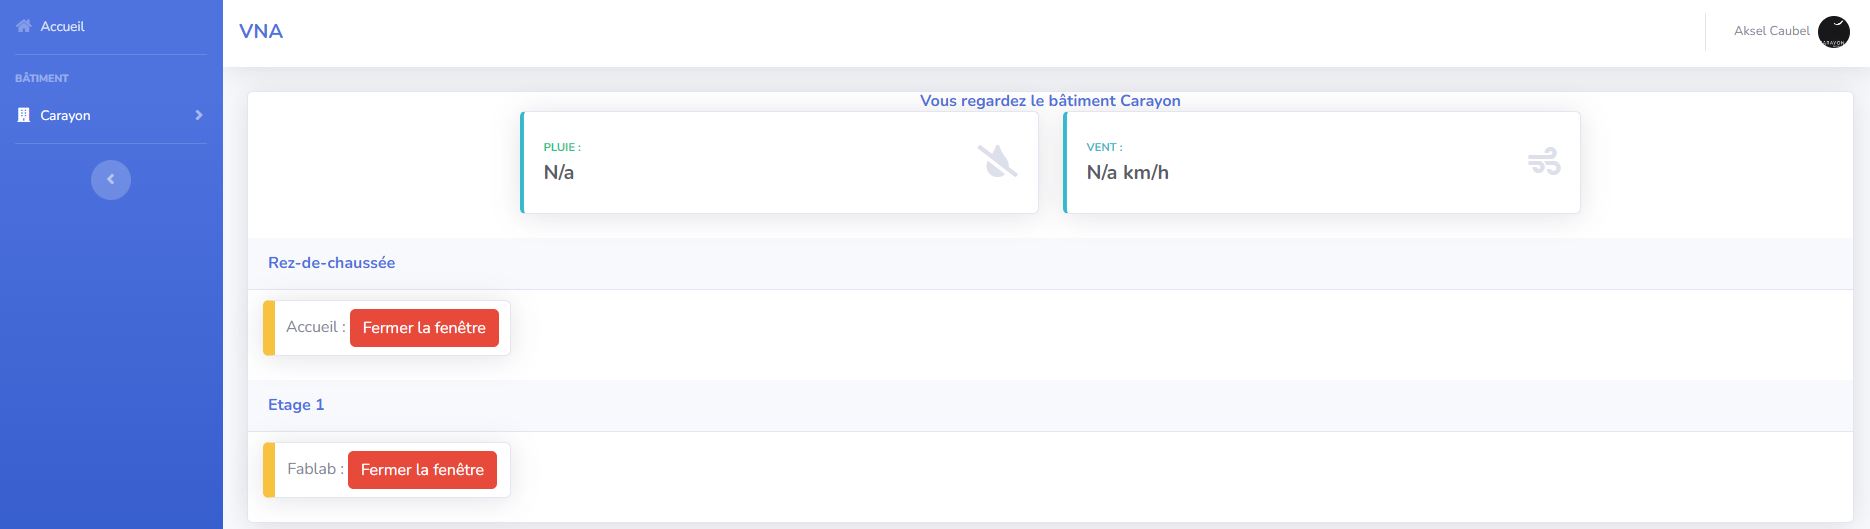 Accueil
VNA
Aksel Caubel
BÂTIMENT
Carayon
Vous regardez le bâtiment Carayon
PLUIE :
N/a
VENT :
N/a km/h
Rez-de-chaussée
Accueil : Fermer la fenêtre
Etage 1
Fablab : Fermer la fenêtre